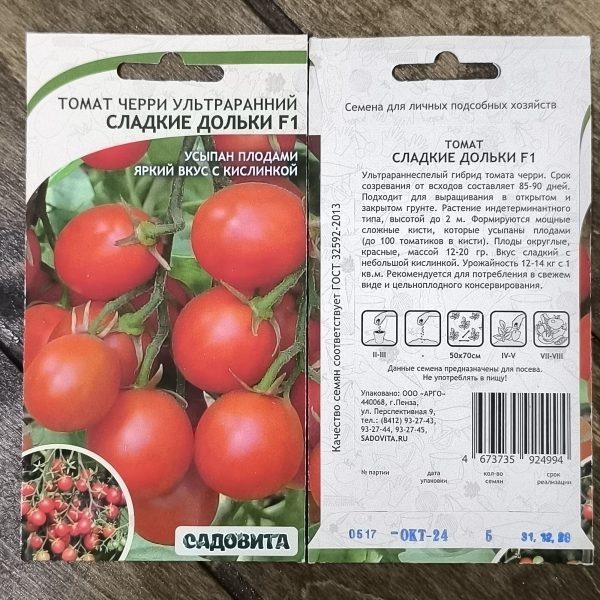 ТОМАТ ЧЕРРИ УЛЬТРАРАННИЙ
СЛАДКИЕ ДОЛЬКИ F1
УСЫПАН ПЛОДАМИ
ЯРКИЙ ВКУС С КИСЛИНКОЙ
САДОВИТА
Семена для личных подсобных хозяйств
ТОМАТ
СЛАДКИЕ ДОЛЬКИ F1
Ультрараннеспелый гибрид томата черри. Срок
созревания от всходов составляет 85-90 дней.
Подходит для выращивания в открытом и
закрытом грунте. Растение индетерминантного
типа, высотой до 2 м. Формируются мощные
сложные кисти, которые усыпаны плодами
(до 100 томатиков в кисти). Плоды округлые,
красные, массой 12-20 гр. Вкус сладкий с
небольшой кислинкой. Урожайность 12-14 кг с 1
кв.м. Рекомендуется для потребления в свежем
виде и цельноплодного консервирования.
Качество семян соответствует ГОСТ 32592-2013
II-III - 50х70см IV-V VII-VIII
Данные семена предназначены для посева.
Не употреблять в пищу!
Упаковано: ООО "АРГО"
440068, г.Пенза,
ул. Перспективная 9,
тел.: (8412) 93-27-43,
93-27-44, 93-27-45,
SADOVITA.RU
4 673735 924994
№ партии дата упаковки кол-во семян срок реализации
0517 -ОКТ-24 5 31.12.